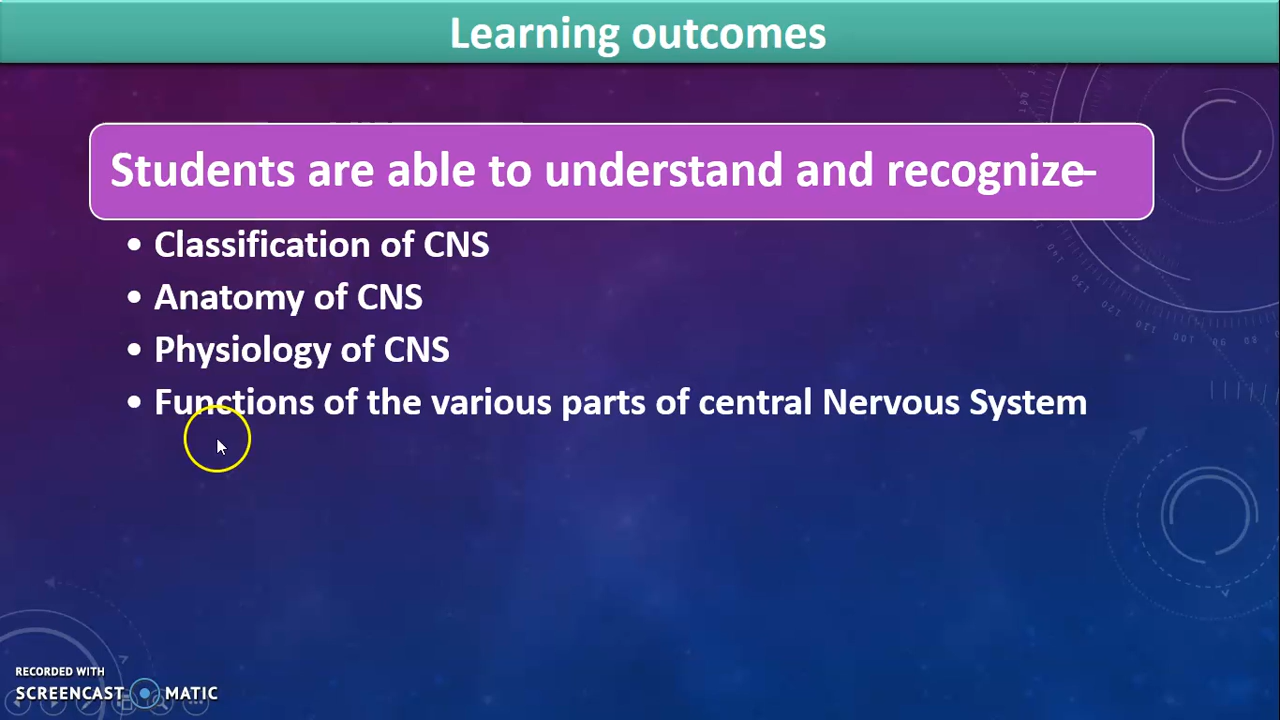 Learning outcomes
Students are able to understand and recognize-
• Classification of CNS
• Anatomy of CNS
• Physiology of CNS
• Functions of the various parts of central Nervous System
RECORDED WITH
SCREENCAST MATIC